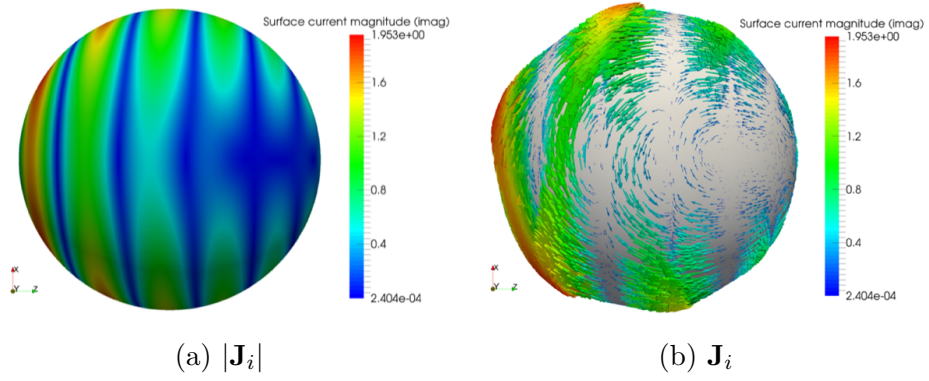 Surface current magnitude (imag)
1.953e+00
1.6
1.2
0.8
0.4
2.404e-04
X
Y
Z
(a) |J_i|
Surface current magnitude (imag)
1.953e+00
1.6
1.2
0.8
0.4
2.404e-04
X
Y
Z
(b) J_i